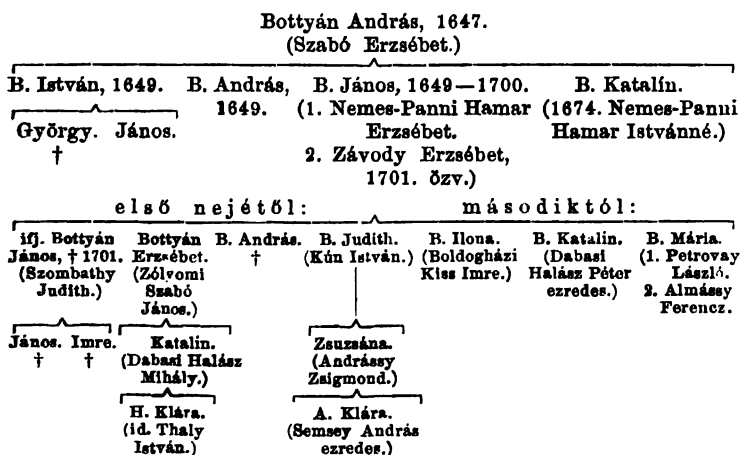 Bottyán András, 1647.
(Szabó Erzsébet.)
B. István, 1649. B. András, B. János, 1649—1700. B. Katalín.
1649. (1. Nemes-Panni Hamar (1674. Nemes-Panni
György. János. Erzsébet. Hamar Istvánné.)
† 2. Závody Erzsébet,
1701. özv.)
első nejétől: másodiktól:
ifj. Bottyán Bottyán B. András. B. Judith. B. Ilona. B. Katalin. B. Mária.
János, † 1701. Erzsébet. † (Kún István.) (Boldogházi (Dabasi (1. Petrovay
(Szombathy (Zólyomi Kiss Imre.) Halász Péter László.
Judith.) Szabó ezredes.) 2. Almássy
János.) Ferencz.
János. Imre. Katalin. Zsuzsána.
† † (Dabasi Halász (Andrássy
Mihály.) Zsigmond.)
H. Klára. A. Klára.
(id. Thaly (Semsey András
István.) ezredes.)